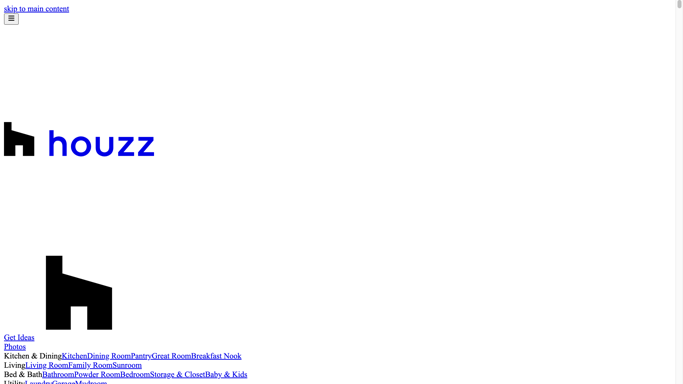 skip to main content
houzz
Get Ideas
Photos
Kitchen & DiningKitchenDining RoomPantryGreat RoomBreakfast Nook
LivingLiving RoomFamily RoomSunroom
Bed & BathBathroomPowder RoomBedroomStorage & ClosetBaby & Kids
UtilityLaundryGarageMudroom